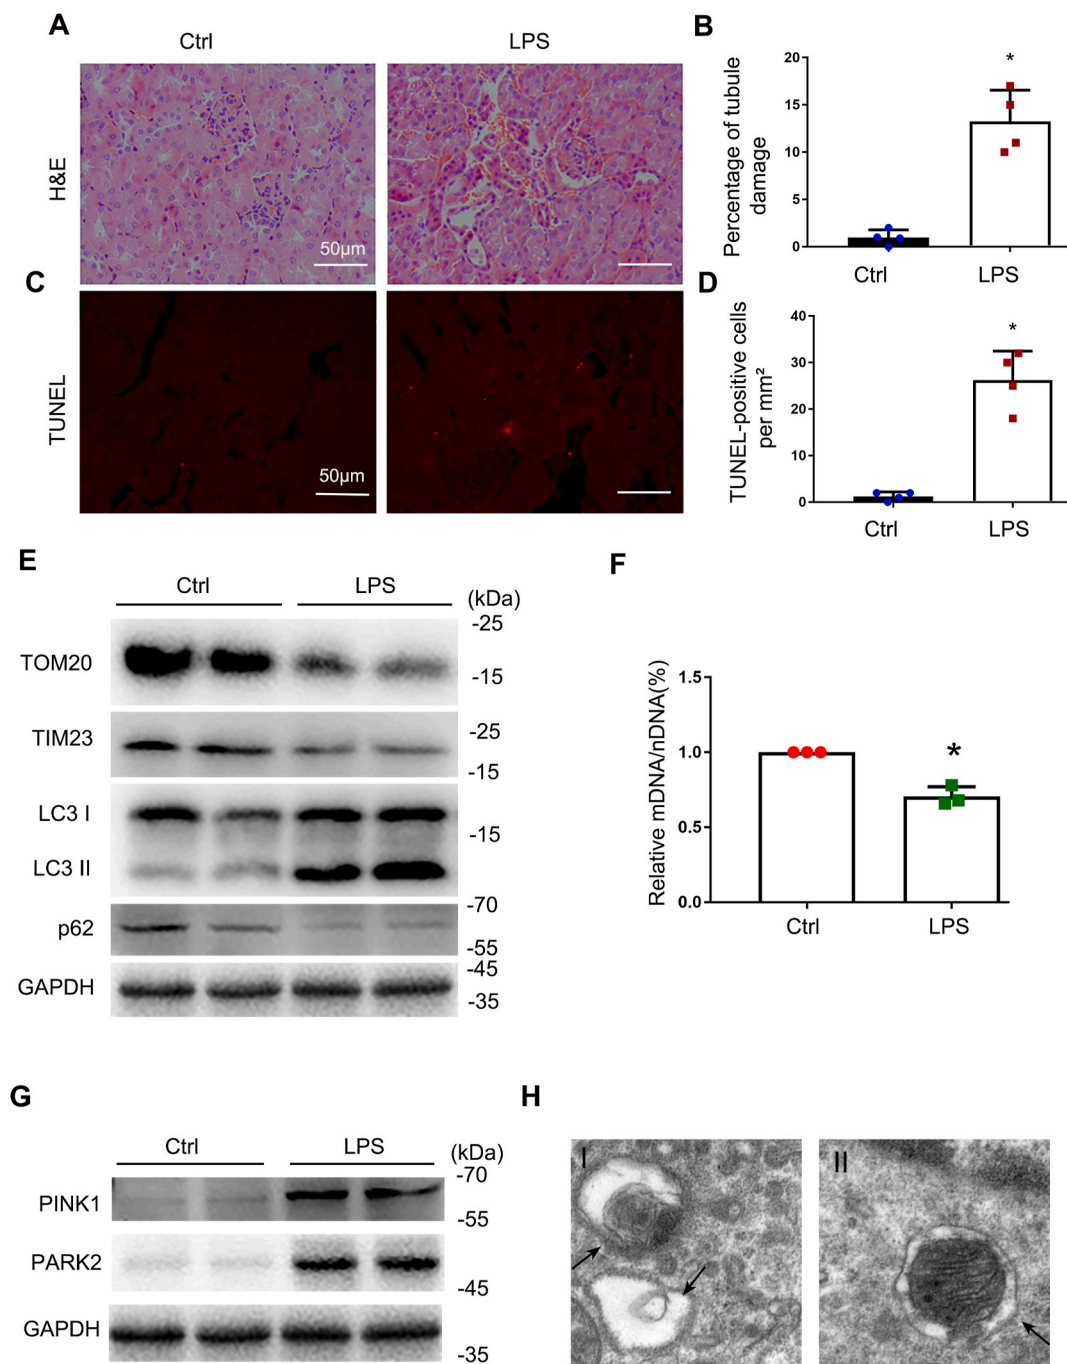 A
Ctrl
LPS
H&E
50µm
B
Percentage of tubule
damage
20
15
10
5
0
*
Ctrl
LPS
C
TUNEL
50µm
D
TUNEL-positive cells
per mm²
40
30
20
10
0
*
Ctrl
LPS
E
Ctrl
LPS
(kDa)
TOM20
-25
-15
TIM23
-25
-15
LC3 I
-15
LC3 II
p62
-70
-55
GAPDH
-45
-35
F
Relative mDNA/nDNA(%)
1.5
1.0
0.5
0.0
*
Ctrl
LPS
G
Ctrl
LPS
(kDa)
PINK1
-70
-55
PARK2
-45
GAPDH
-35
H
I
II